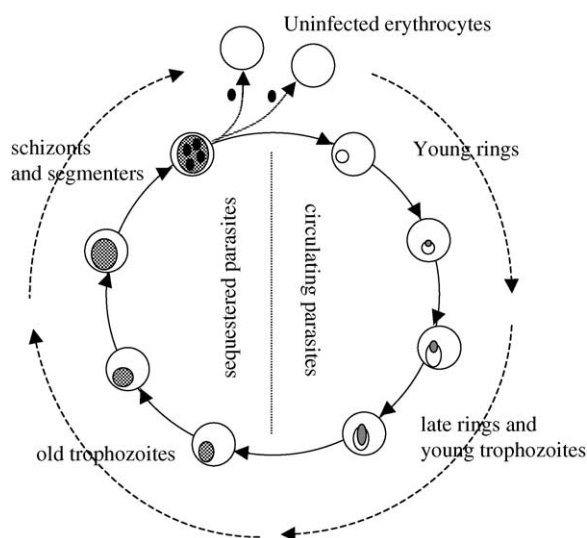 Uninfected erythrocytes
schizonts
and segmenters
Young rings
sequestered parasites
circulating parasites
old trophozoites
late rings and
young trophozoites